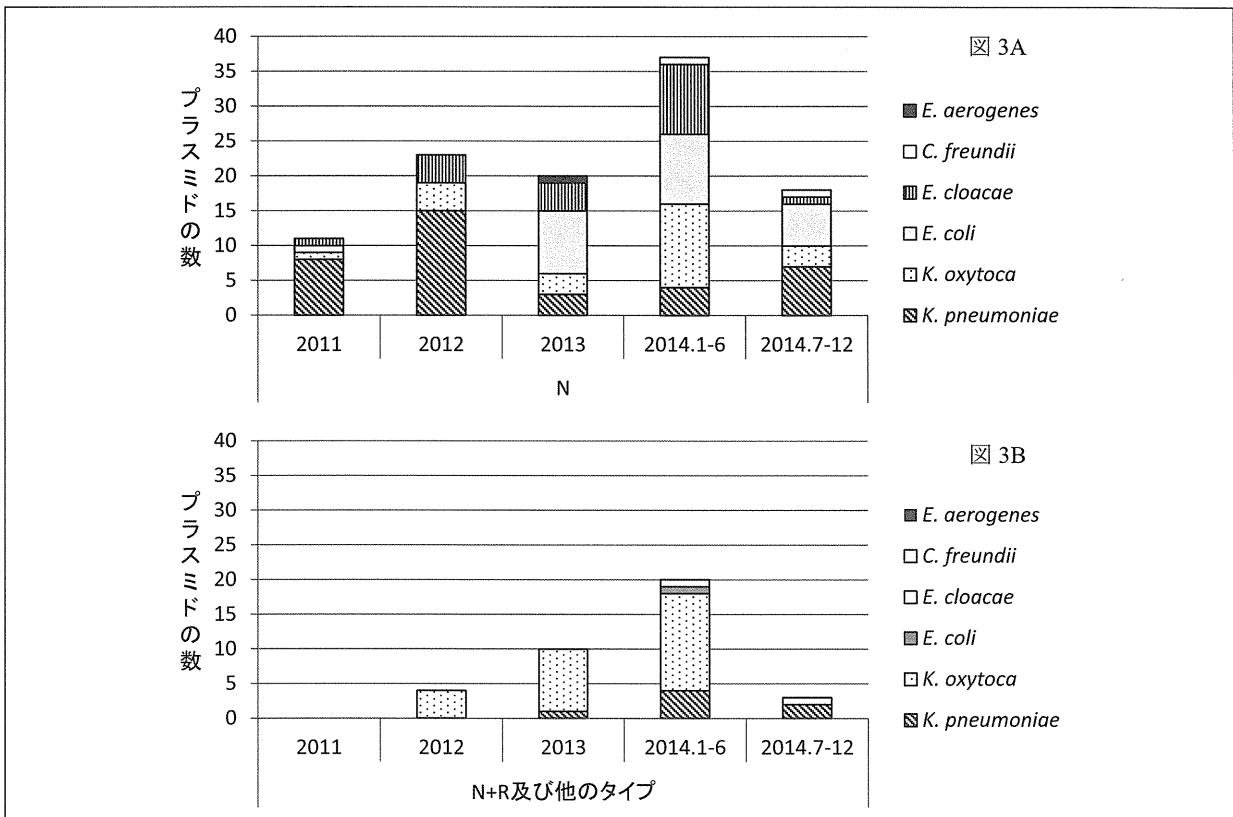 図 3A
プラスミドの数
40
35
30
25
20
15
10
5
0
2011 2012 2013 2014.1-6 2014.7-12
N
E. aerogenes
C. freundii
E. cloacae
E. coli
K. oxytoca
K. pneumoniae
図 3B
プラスミドの数
40
35
30
25
20
15
10
5
0
2011 2012 2013 2014.1-6 2014.7-12
N+R及び他のタイプ
E. aerogenes
C. freundii
E. cloacae
E. coli
K. oxytoca
K. pneumoniae